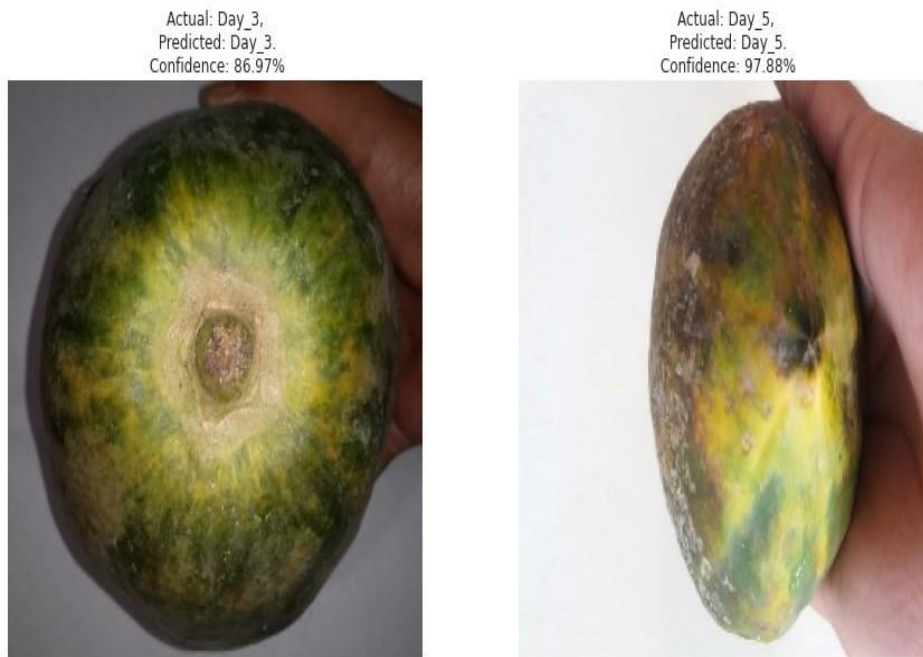 Actual: Day_3,
Predicted: Day_3.
Confidence: 86.97%
Actual: Day_5,
Predicted: Day_5.
Confidence: 97.88%